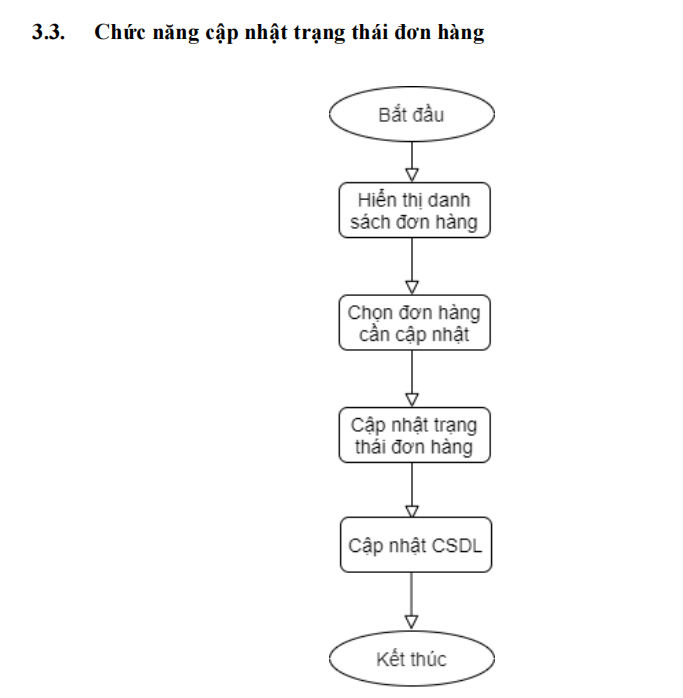 3.3. Chức năng cập nhật trạng thái đơn hàng
Bắt đầu
Hiển thị danh
sách đơn hàng
Chọn đơn hàng
cần cập nhật
Cập nhật trạng
thái đơn hàng
Cập nhật CSDL
Kết thúc